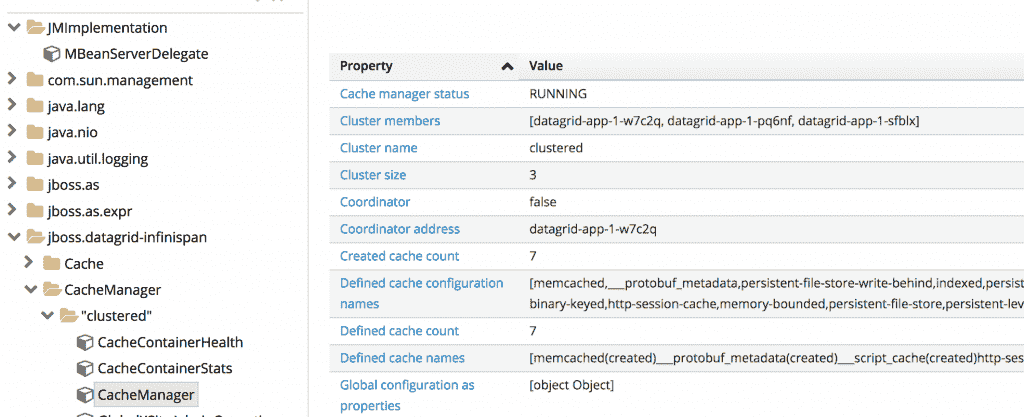 JMImplementation
MBeanServerDelegate
com.sun.management
java.lang
java.nio
java.util.logging
jboss.as
jboss.as.expr
jboss.datagrid-infinispan
Cache
CacheManager
"clustered"
CacheContainerHealth
CacheContainerStats
CacheManager
Property Value
Cache manager status RUNNING
Cluster members [datagrid-app-1-w7c2q, datagrid-app-1-pq6nf, datagrid-app-1-sfblx]
Cluster name clustered
Cluster size 3
Coordinator false
Coordinator address datagrid-app-1-w7c2q
Created cache count 7
Defined cache configuration [memcached,___protobuf_metadata,persistent-file-store-write-behind,indexed,persist
names binary-keyed,http-session-cache,memory-bounded,persistent-file-store,persistent-lev
Defined cache count 7
Defined cache names [memcached(created)___protobuf_metadata(created)___script_cache(created)http-ses
Global configuration as [object Object]
properties